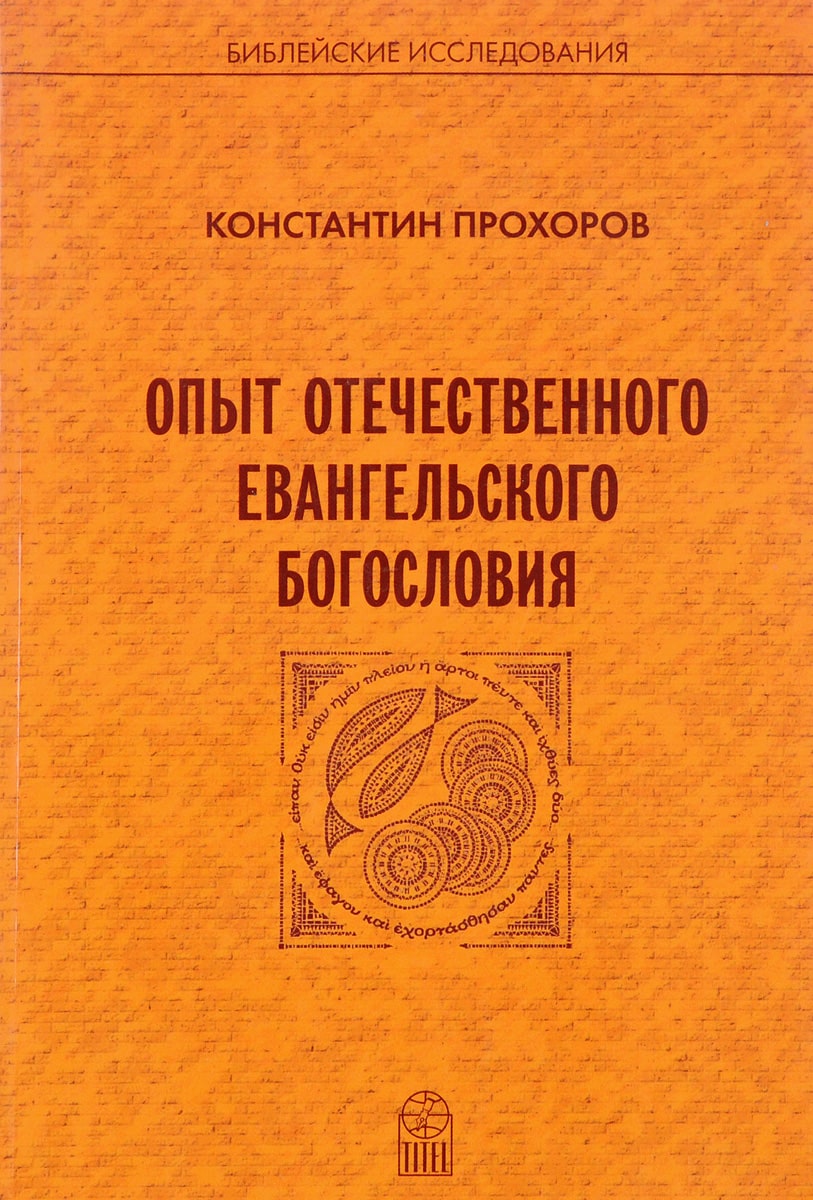 БИБЛЕЙСКИЕ ИССЛЕДОВАНИЯ
КОНСТАНТИН ПРОХОРОВ
ОПЫТ ОТЕЧЕСТВЕННОГО
ЕВАНГЕЛЬСКОГО
БОГОСЛОВИЯ
...εἶπαν Οὐκ εἰσὶν ἡμῖν πλεῖον ἢ ἄρτοι πέντε καὶ ἰχθύες δύο...
καὶ ἔφαγον καὶ ἐχορτάσθησαν πάντες
TITEL